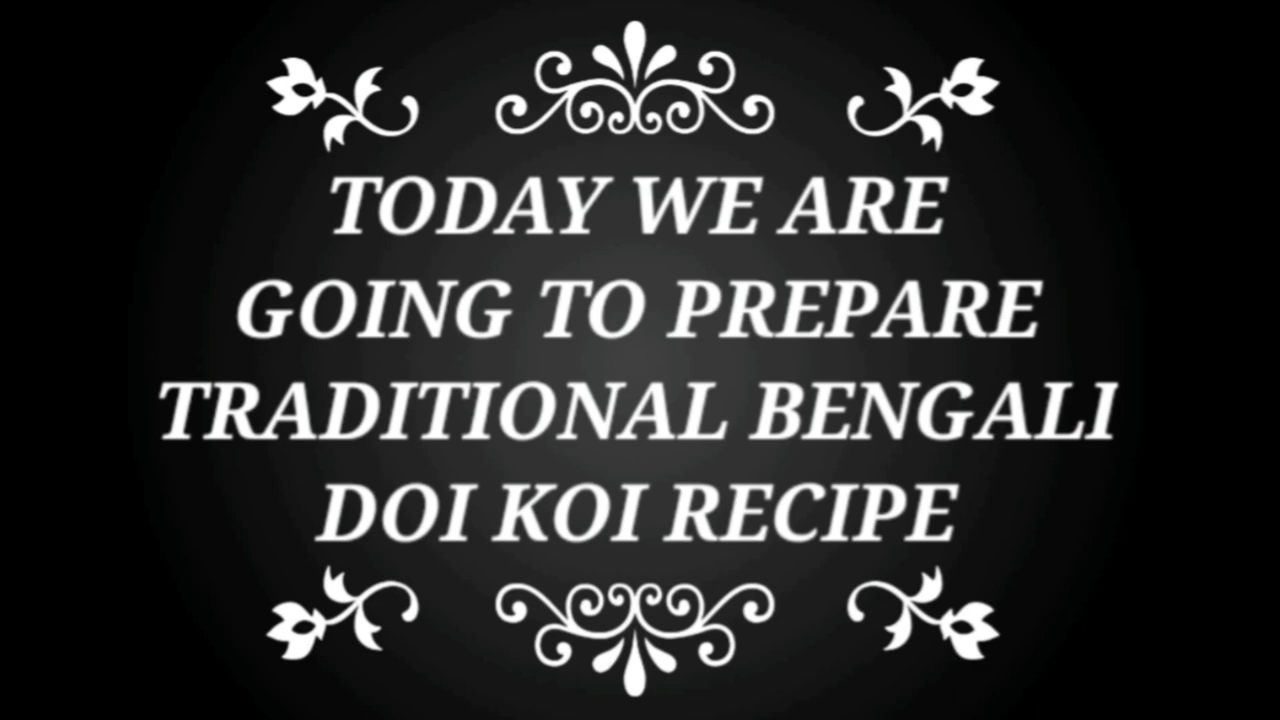 TODAY WE ARE
GOING TO PREPARE
TRADITIONAL BENGALI
DOI KOI RECIPE